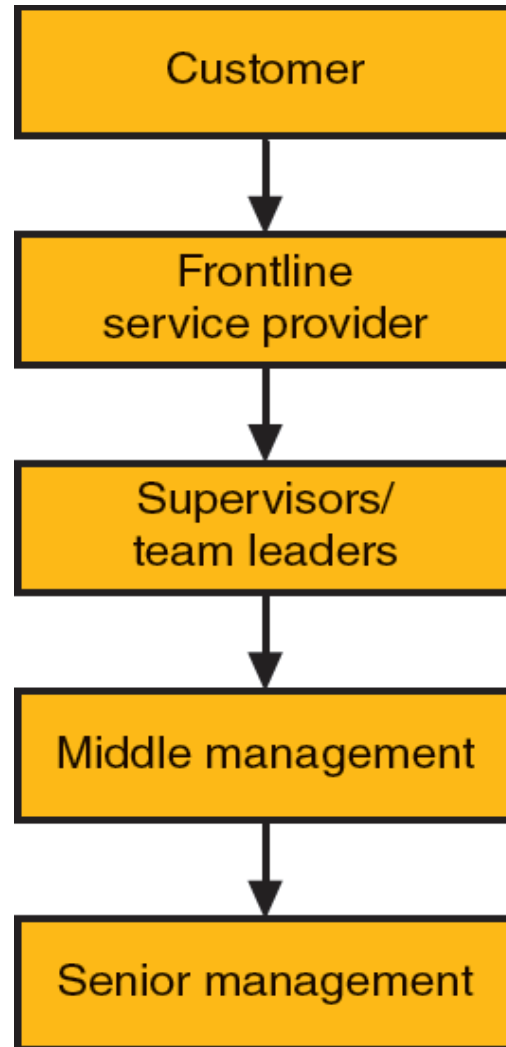 Customer
Frontline
service provider
Supervisors/
team leaders
Middle management
Senior management